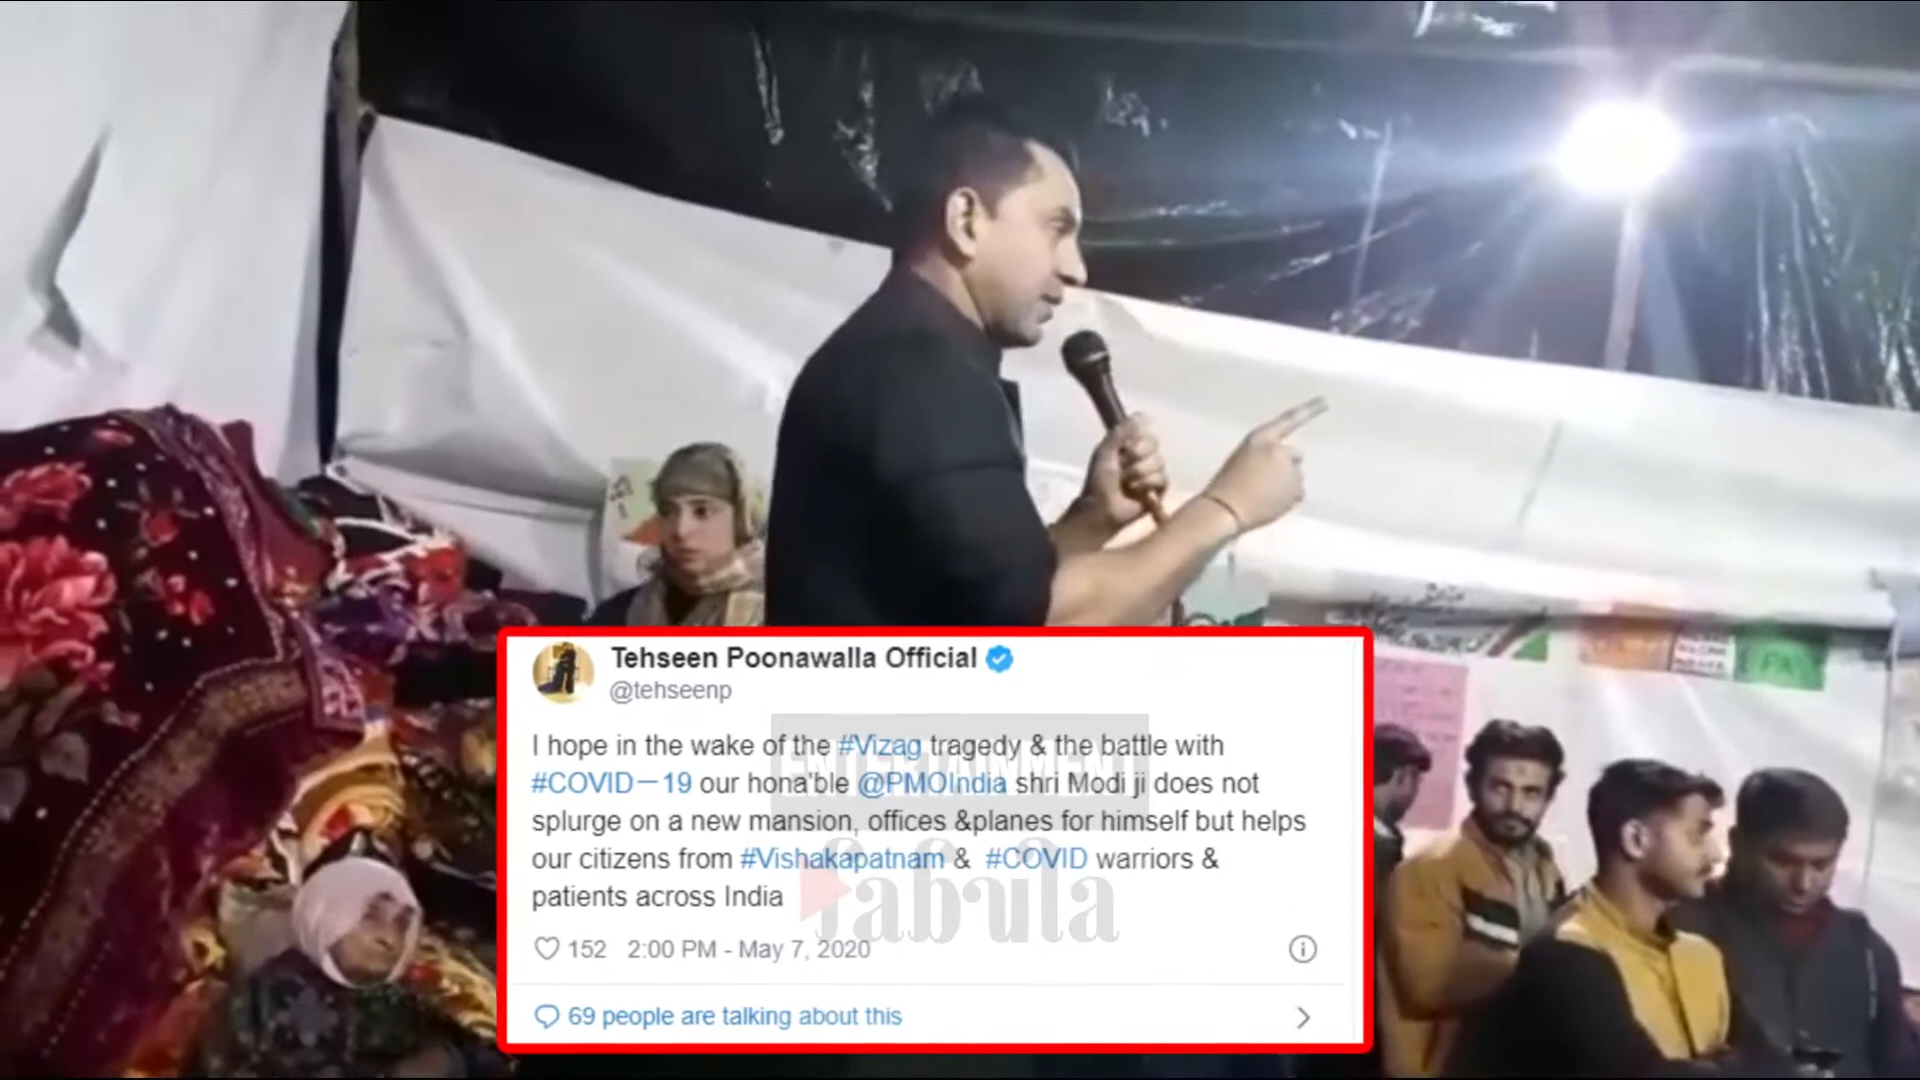 Tehseen Poonawalla Official
@tehseenp
I hope in the wake of the #Vizag tragedy & the battle with
#COVID—19 our hona'ble @PMOIndia shri Modi ji does not
splurge on a new mansion, offices &planes for himself but helps
our citizens from #Vishakapatnam & #COVID warriors &
patients across India
152 2:00 PM - May 7, 2020
69 people are talking about this
ENTERTAINMENT
fabula